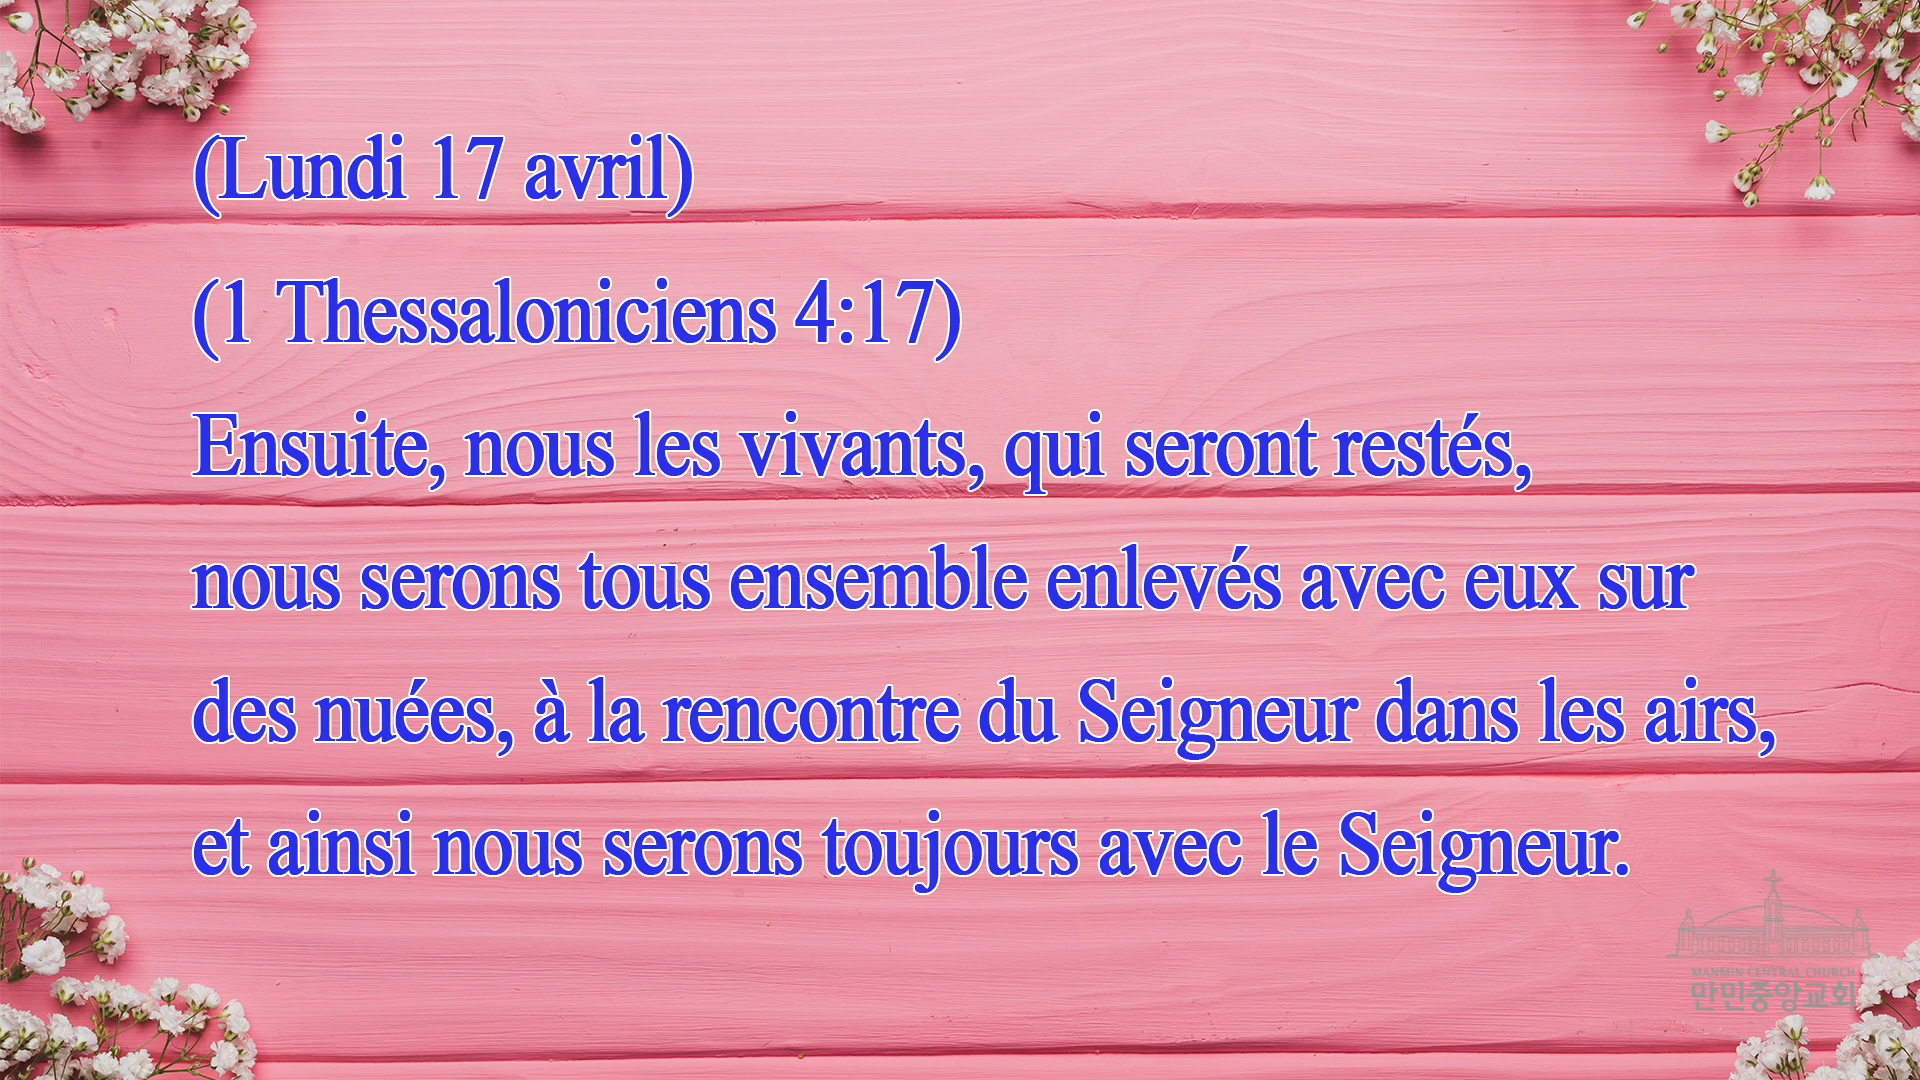 (Lundi 17 avril)
(1 Thessaloniciens 4:17)
Ensuite, nous les vivants, qui seront restés,
nous serons tous ensemble enlevés avec eux sur
des nuées, à la rencontre du Seigneur dans les airs,
et ainsi nous serons toujours avec le Seigneur.
MANMIN CENTRAL CHURCH
만민중앙교회